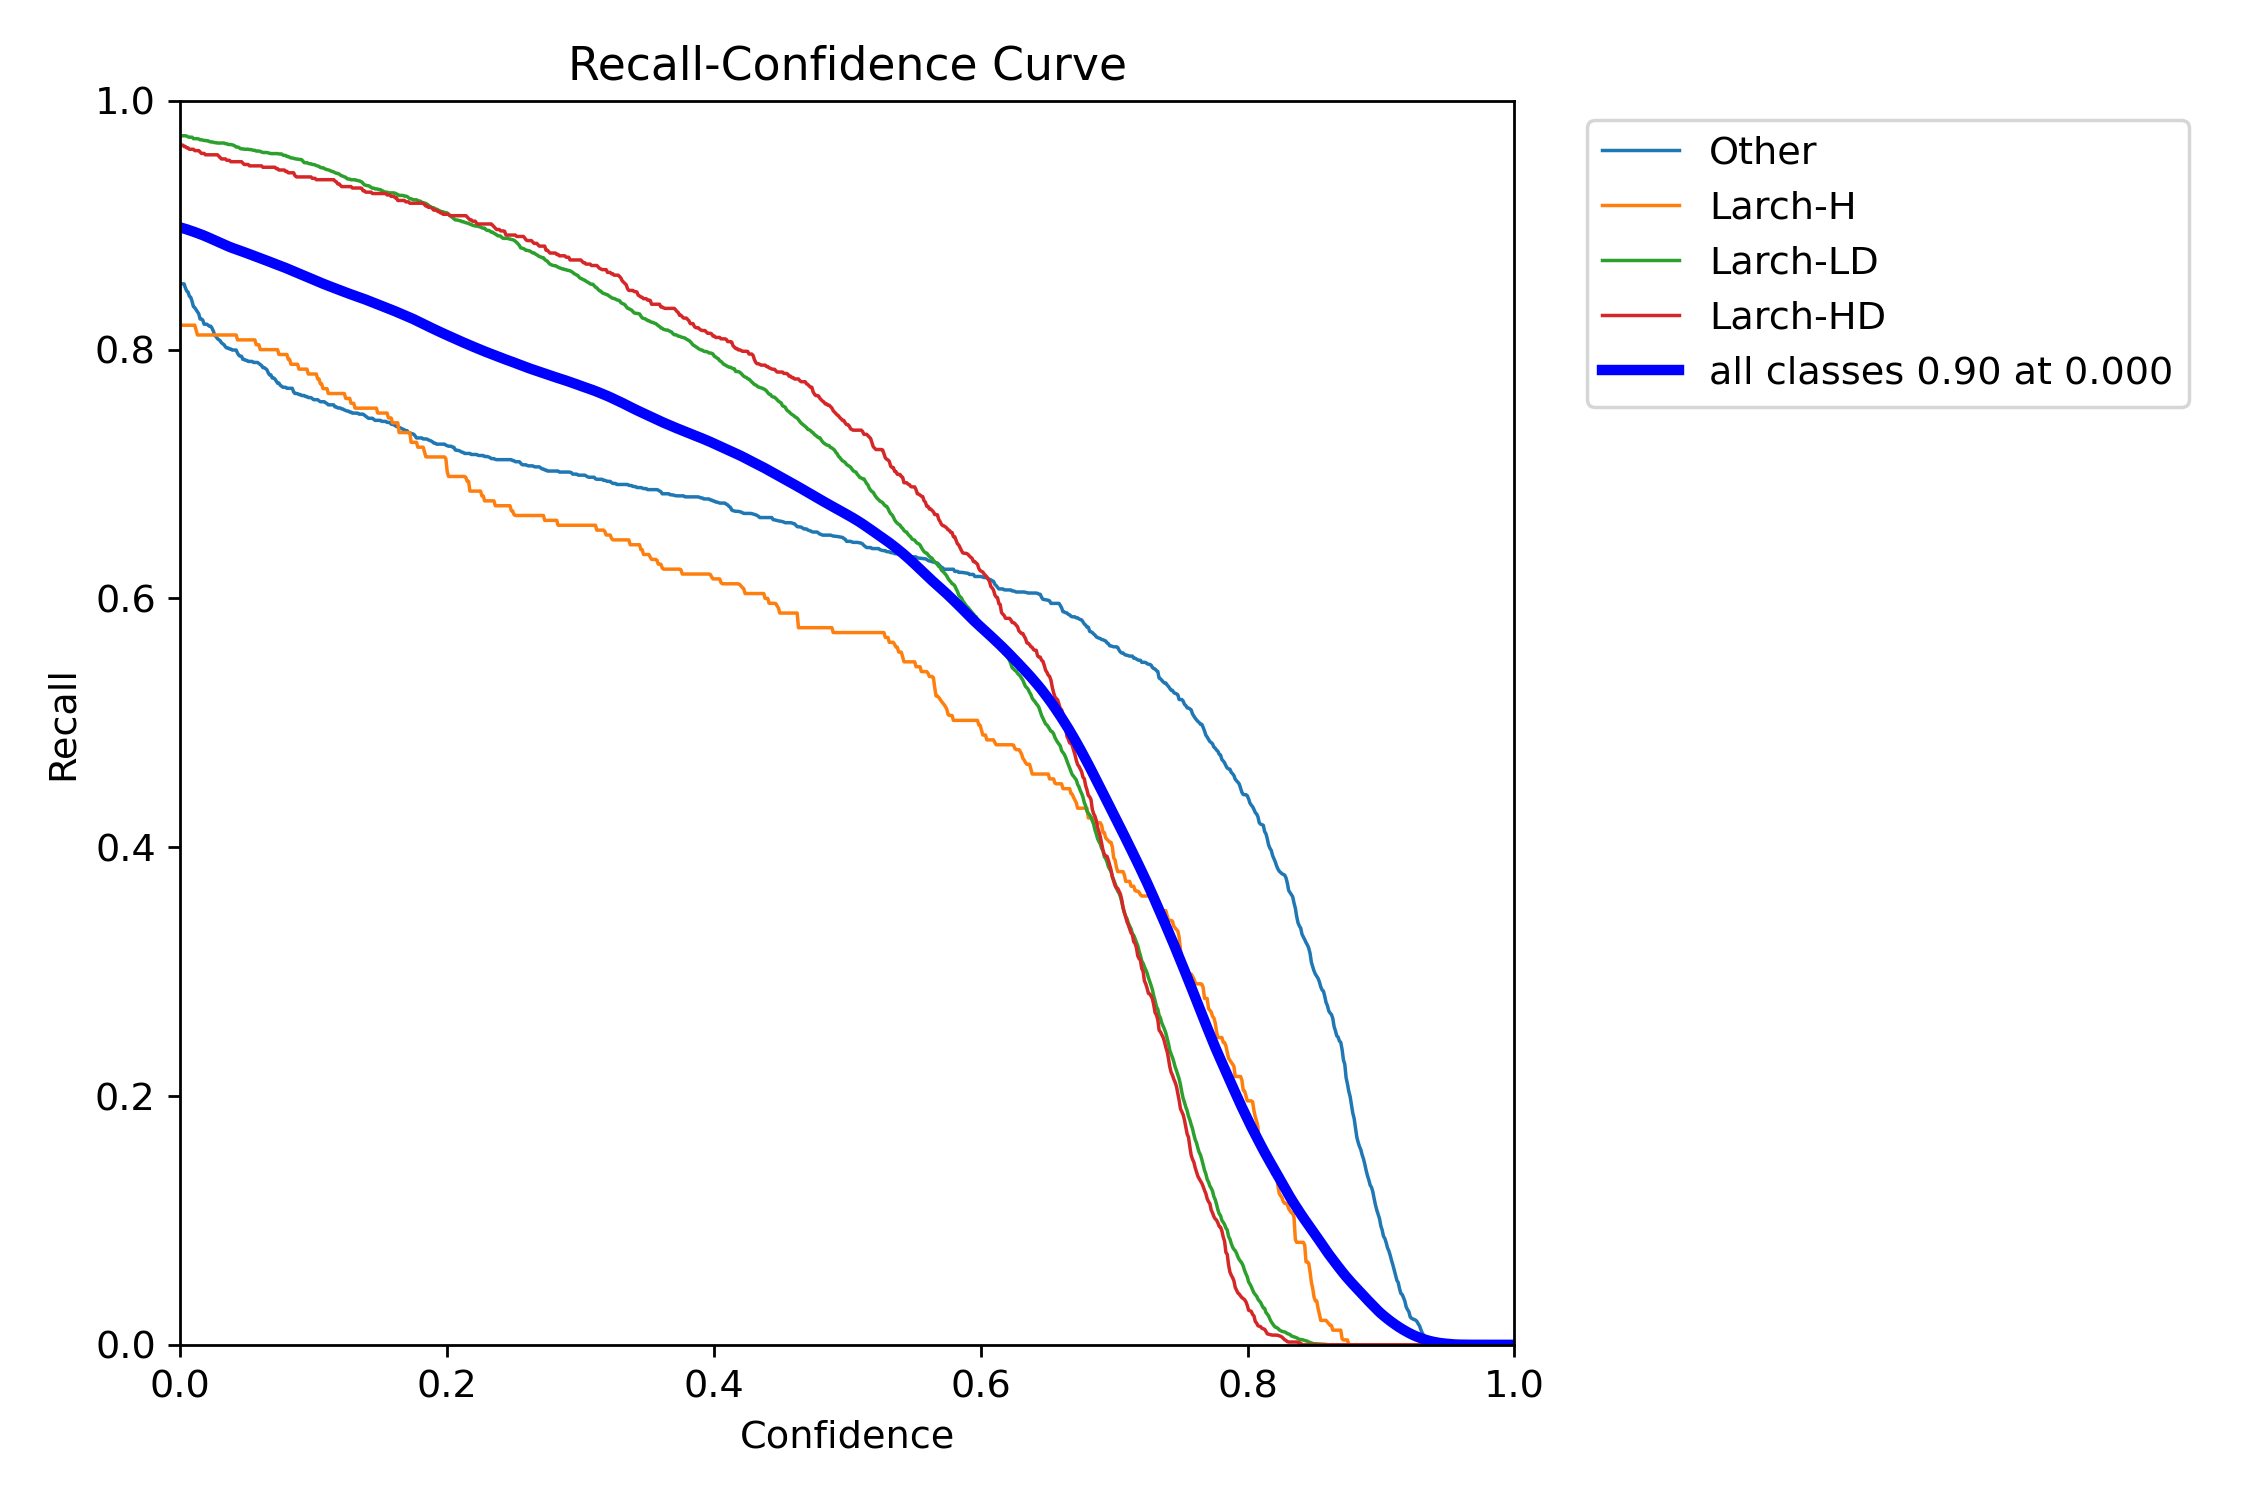 Recall-Confidence Curve
1.0
0.8
0.6
0.4
0.2
0.0
Recall
0.0 0.2 0.4 0.6 0.8 1.0
Confidence
Other
Larch-H
Larch-LD
Larch-HD
all classes 0.90 at 0.000